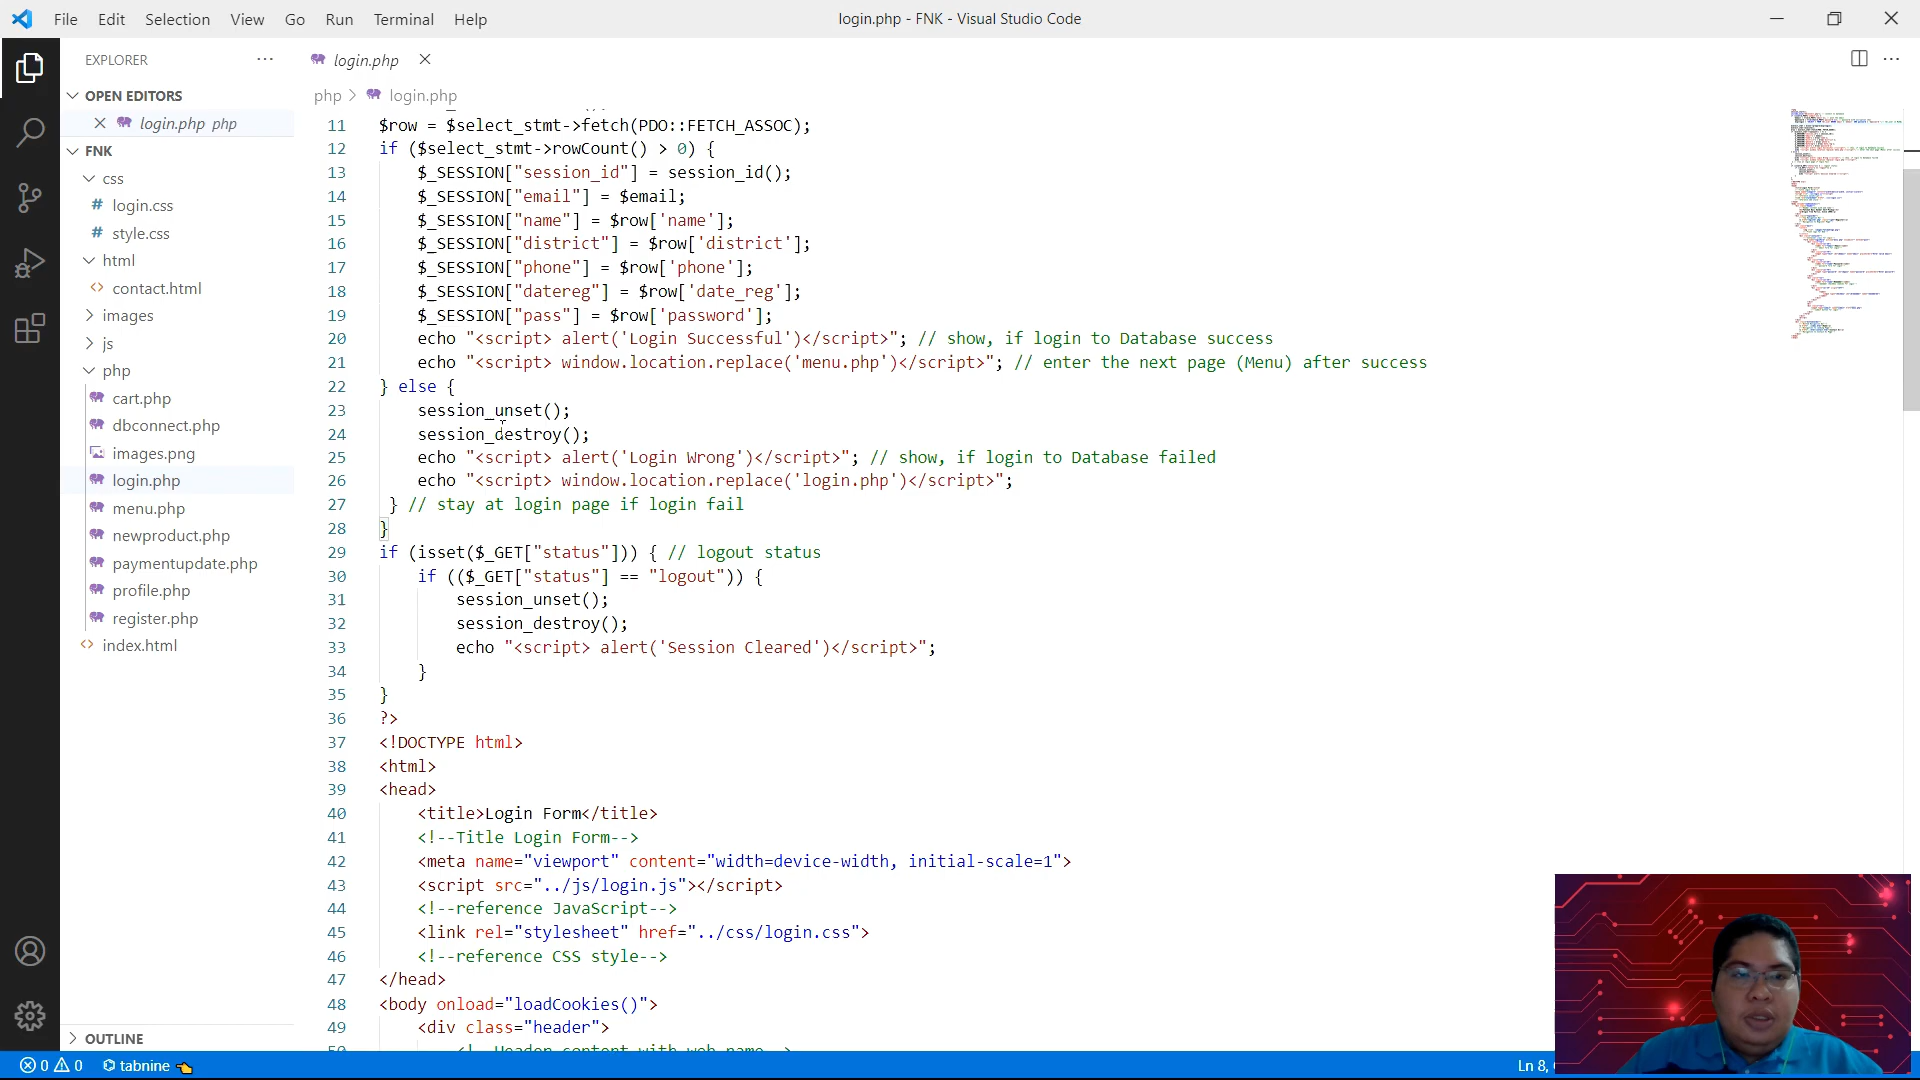 File Edit Selection View Go Run Terminal Help
login.php - FNK - Visual Studio Code
EXPLORER
OPEN EDITORS
login.php php
FNK
css
login.css
style.css
html
contact.html
images
js
php
cart.php
dbconnect.php
images.png
login.php
menu.php
newproduct.php
paymentupdate.php
profile.php
register.php
index.html
OUTLINE
login.php
php > login.php
11 $row = $select_stmt->fetch(PDO::FETCH_ASSOC);
12 if ($select_stmt->rowCount() > 0) {
13 $_SESSION["session_id"] = session_id();
14 $_SESSION["email"] = $email;
15 $_SESSION["name"] = $row['name'];
16 $_SESSION["district"] = $row['district'];
17 $_SESSION["phone"] = $row['phone'];
18 $_SESSION["datereg"] = $row['date_reg'];
19 $_SESSION["pass"] = $row['password'];
20 echo "<script> alert('Login Successful')</script>"; // show, if login to Database success
21 echo "<script> window.location.replace('menu.php')</script>"; // enter the next page (Menu) after success
22 } else {
23 session_unset();
24 session_destroy();
25 echo "<script> alert('Login Wrong')</script>"; // show, if login to Database failed
26 echo "<script> window.location.replace('login.php')</script>";
27 } // stay at login page if login fail
28 }
29 if (isset($_GET["status"])) { // logout status
30 if (($_GET["status"] == "logout")) {
31 session_unset();
32 session_destroy();
33 echo "<script> alert('Session Cleared')</script>";
34 }
35 }
36 ?>
37 <!DOCTYPE html>
38 <html>
39 <head>
40 <title>Login Form</title>
41 <!--Title Login Form-->
42 <meta name="viewport" content="width=device-width, initial-scale=1">
43 <script src="../js/login.js"></script>
44 <!--reference JavaScript-->
45 <link rel="stylesheet" href="../css/login.css">
46 <!--reference CSS style-->
47 </head>
48 <body onload="loadCookies()">
49 <div class="header">
50 <!--Header content with web name-->
0 0 tabnine
Ln 8,